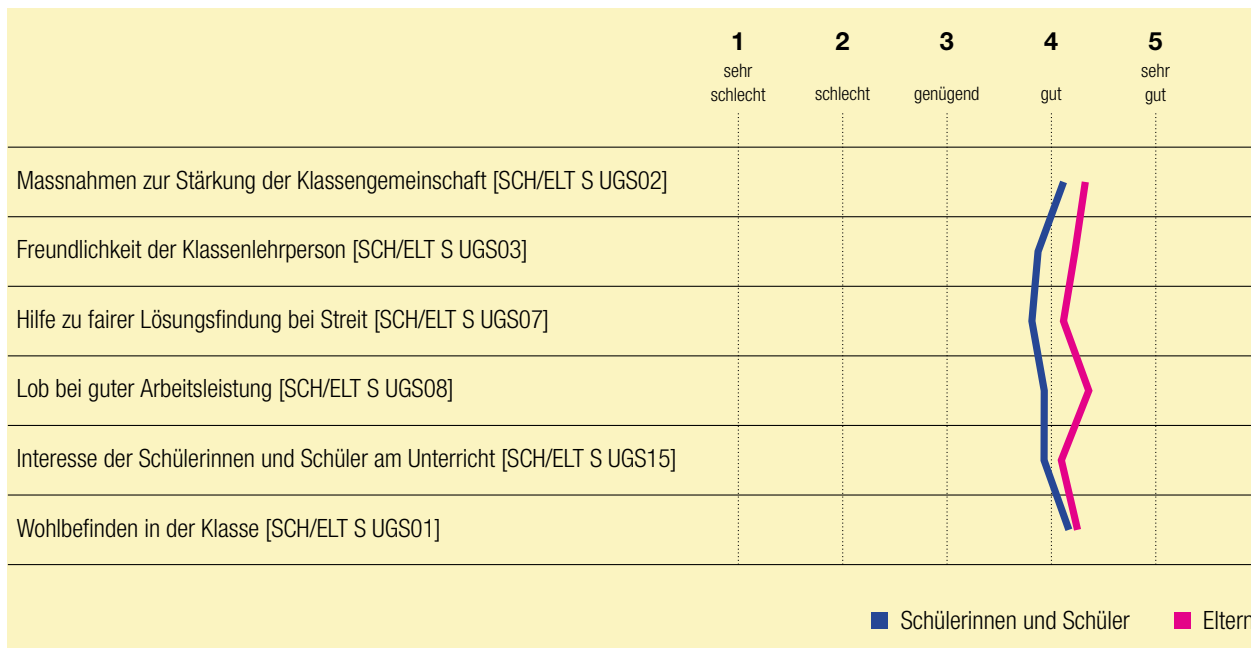 1 2 3 4 5
sehr schlecht schlecht genügend gut sehr gut
Massnahmen zur Stärkung der Klassengemeinschaft [SCH/ELT S UGS02]
Freundlichkeit der Klassenlehrperson [SCH/ELT S UGS03]
Hilfe zu fairer Lösungsfindung bei Streit [SCH/ELT S UGS07]
Lob bei guter Arbeitsleistung [SCH/ELT S UGS08]
Interesse der Schülerinnen und Schüler am Unterricht [SCH/ELT S UGS15]
Wohlbefinden in der Klasse [SCH/ELT S UGS01]
Schülerinnen und Schüler Eltern